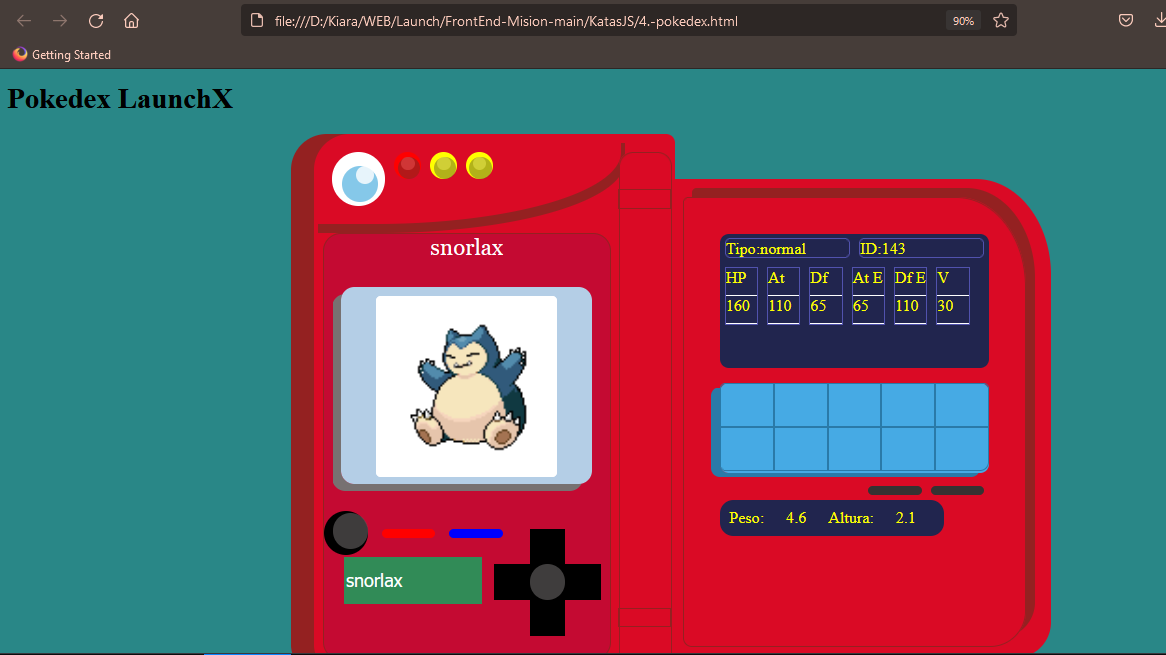 file:///D:/Kiara/WEB/Launch/FrontEnd-Mision-main/KatasJS/4.-pokedex.html 90%
Getting Started
Pokedex LaunchX
snorlax
Tipo:normal ID:143
HP At Df At E Df E V
160 110 65 65 110 30
Peso: 4.6 Altura: 2.1
snorlax